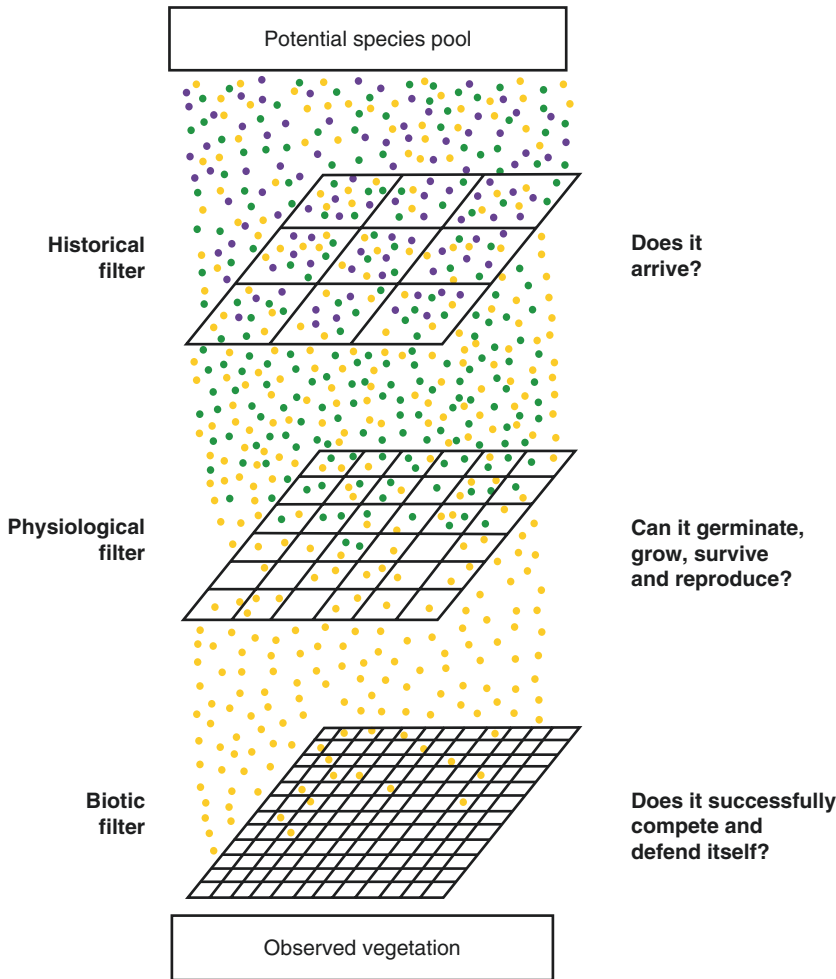 Potential species pool
Historical
filter
Does it
arrive?
Physiological
filter
Can it germinate,
grow, survive
and reproduce?
Biotic
filter
Does it successfully
compete and
defend itself?
Observed vegetation